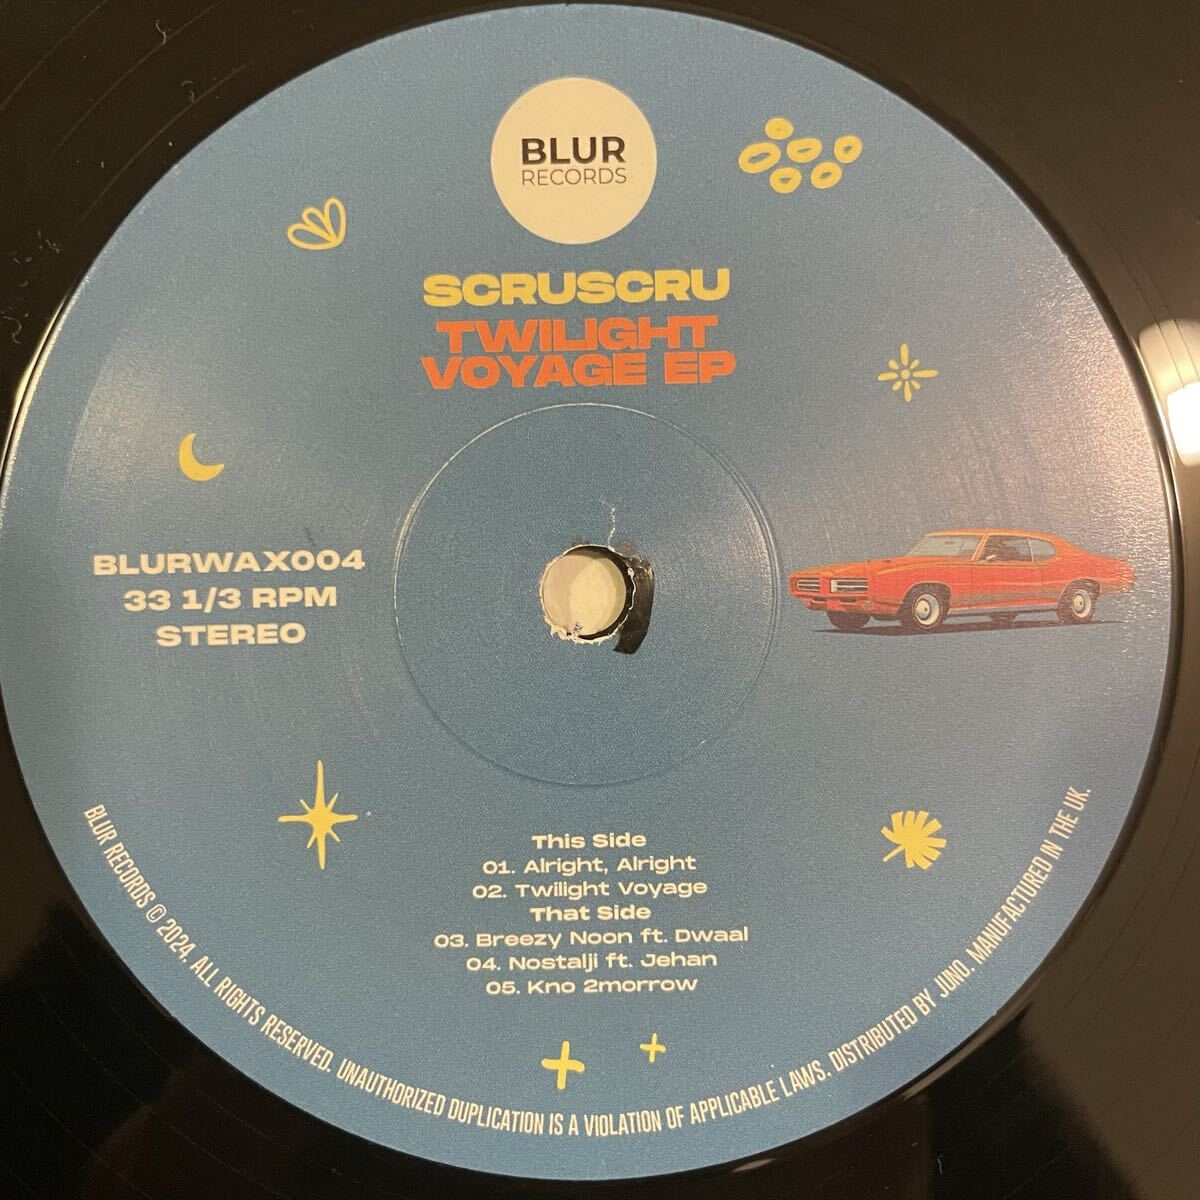 BLUR
RECORDS
SCRUSCRU
TWILIGHT
VOYAGE EP
BLURWAX004
33 1/3 RPM
STEREO
This Side
01. Alright, Alright
02. Twilight Voyage
That Side
03. Breezy Noon ft. Dwaal
04. Nostalji ft. Jehan
05. Kno 2morrow
BLUR RECORDS © 2024. ALL RIGHTS RESERVED. UNAUTHORIZED DUPLICATION IS A VIOLATION OF APPLICABLE LAWS. DISTRIBUTED BY JUNO. MANUFACTURED IN THE UK.